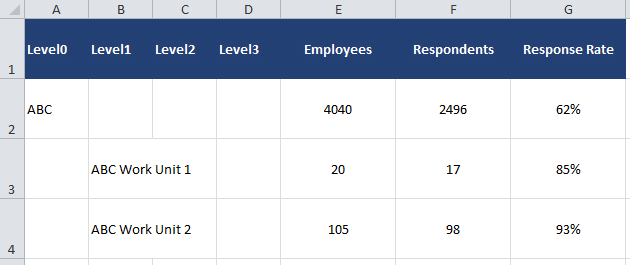 A B C D E F G
1 Level0 Level1 Level2 Level3 Employees Respondents Response Rate
2 ABC 4040 2496 62%
3 ABC Work Unit 1 20 17 85%
4 ABC Work Unit 2 105 98 93%